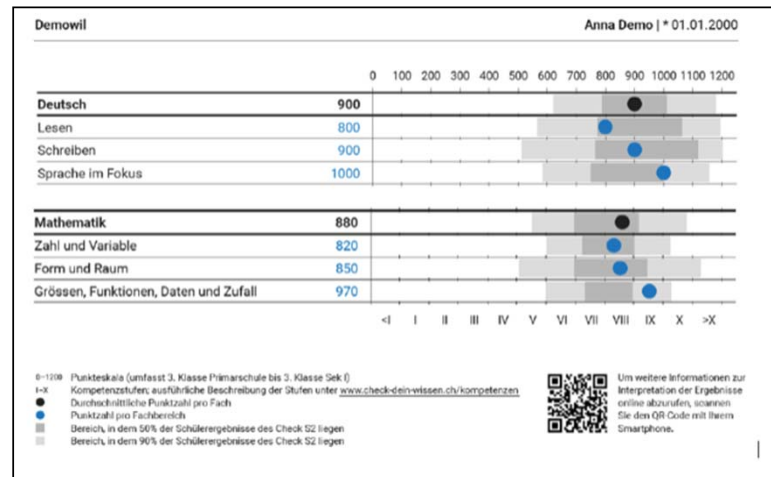 Demowil Anna Demo | * 01.01.2000
0 100 200 300 400 500 600 700 800 900 1000 1100 1200
Deutsch 900
Lesen 800
Schreiben 900
Sprache im Fokus 1000
Mathematik 880
Zahl und Variable 820
Form und Raum 850
Grössen, Funktionen, Daten und Zufall 970
<I I II III IV V VI VII VIII IX X >X
0-1200 Punkteskala (umfasst 3. Klasse Primarschule bis 3. Klasse Sek I)
I-X Kompetenzstufen; ausführliche Beschreibung der Stufen unter www.check-dein-wissen.ch/kompetenzen
Durchschnittliche Punktzahl pro Fach
Punktzahl pro Fachbereich
Bereich, in dem 50% der Schülerergebnisse des Check S2 liegen
Bereich, in dem 90% der Schülerergebnisse des Check S2 liegen
Um weitere Informationen zur
Interpretation der Ergebnisse
online abzurufen, scannen
Sie den QR-Code mit Ihrem
Smartphone.